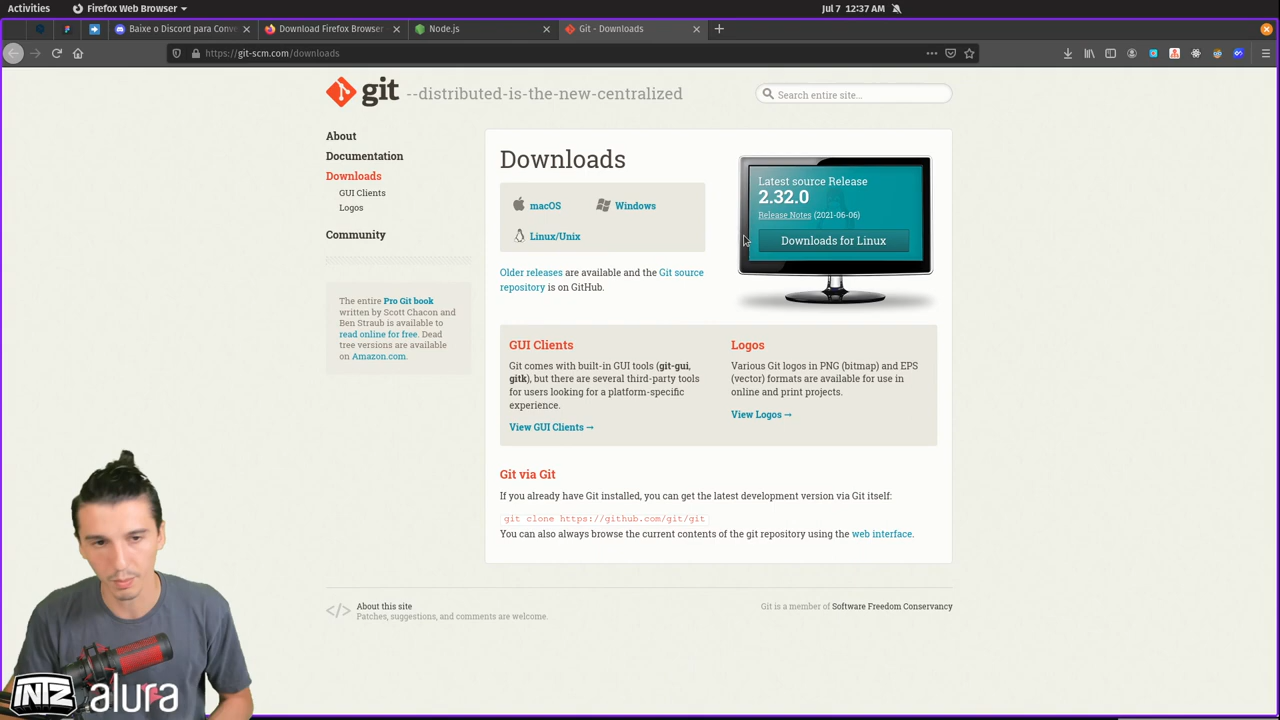 Activities
Firefox Web Browser
Jul 7 12:37 AM
Baixe o Discord para Conve
Download Firefox Browser
Node.js
Git - Downloads
https://git-scm.com/downloads
git --distributed-is-the-new-centralized
Search entire site...
About
Documentation
Downloads
GUI Clients
Logos
Community
The entire Pro Git book
written by Scott Chacon and
Ben Straub is available to
read online for free. Dead
tree versions are available
on Amazon.com.
Downloads
macOS
Windows
Linux/Unix
Older releases are available and the Git source
repository is on GitHub.
Latest source Release
2.32.0
Release Notes (2021-06-06)
Downloads for Linux
GUI Clients
Git comes with built-in GUI tools (git-gui,
gitk), but there are several third-party tools
for users looking for a platform-specific
experience.
View GUI Clients →
Logos
Various Git logos in PNG (bitmap) and EPS
(vector) formats are available for use in
online and print projects.
View Logos →
Git via Git
If you already have Git installed, you can get the latest development version via Git itself:
git clone https://github.com/git/git
You can also always browse the current contents of the git repository using the web interface.
</> About this site
Patches, suggestions, and comments are welcome.
Git is a member of Software Freedom Conservancy
INTZ alura